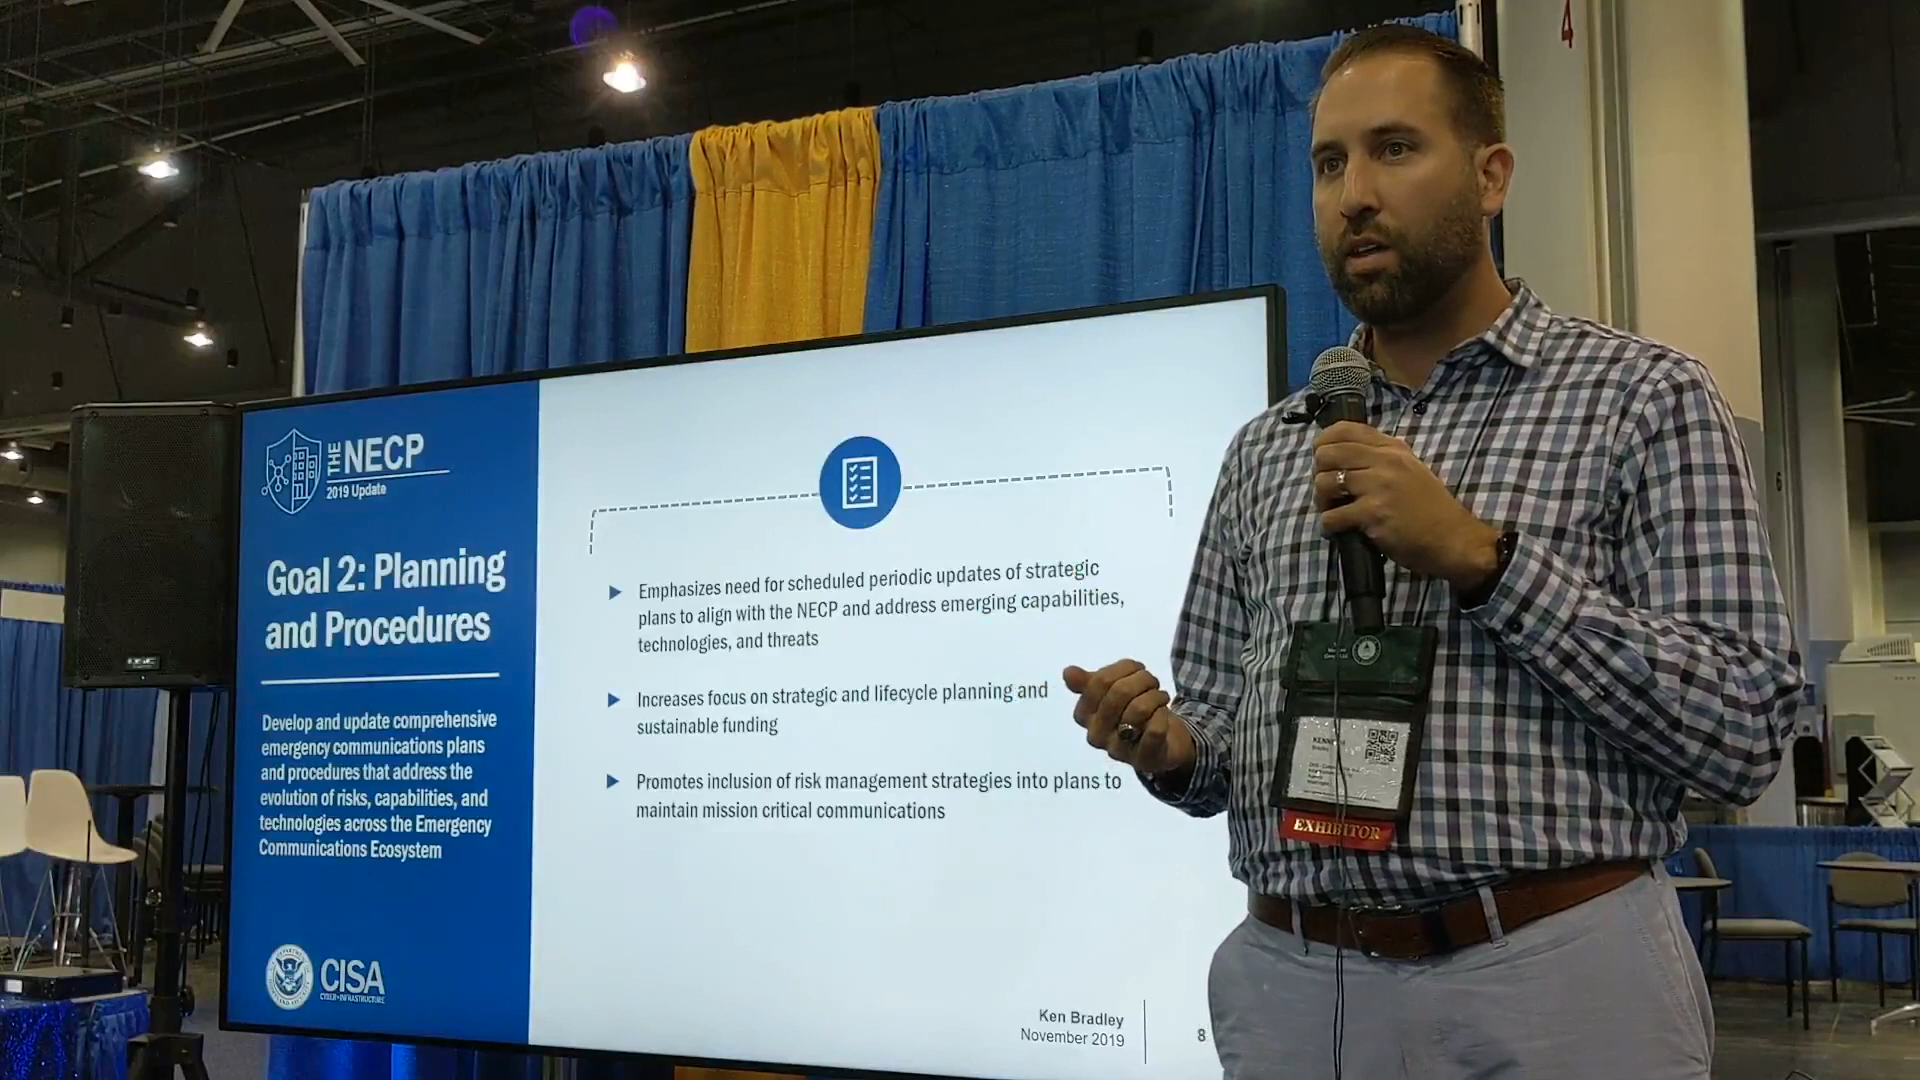 THE NECP
2019 Update
Goal 2: Planning
and Procedures
Develop and update comprehensive
emergency communications plans
and procedures that address the
evolution of risks, capabilities, and
technologies across the Emergency
Communications Ecosystem
CISA
CYBER+INFRASTRUCTURE
Emphasizes need for scheduled periodic updates of strategic
plans to align with the NECP and address emerging capabilities,
technologies, and threats
Increases focus on strategic and lifecycle planning and
sustainable funding
Promotes inclusion of risk management strategies into plans to
maintain mission critical communications
Ken Bradley
November 2019
8
QSC
Bradley
EXHIBITOR